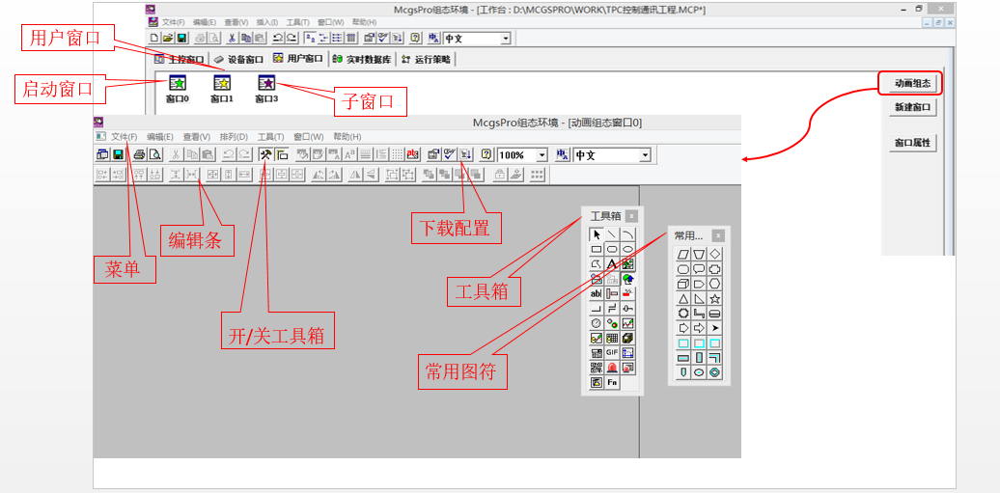 McgsPro组态环境 - [工作台 : D:\MCGSPRO\WORK\TPC控制通讯工程.MCP*]
文件(F) 编辑(E) 查看(V) 插入(I) 工具(T) 窗口(W) 帮助(H)
中文
用户窗口
主控窗口 设备窗口 用户窗口 实时数据库 运行策略
启动窗口
窗口0 窗口1 窗口3
子窗口
动画组态
新建窗口
窗口属性
McgsPro组态环境 - [动画组态窗口0]
文件(F) 编辑(E) 查看(V) 排列(D) 工具(T) 窗口(W) 帮助(H)
100% 中文
编辑条
菜单
下载配置
开/关工具箱
工具箱
常用图符
工具箱
常用...
ab|
GIF
Fn